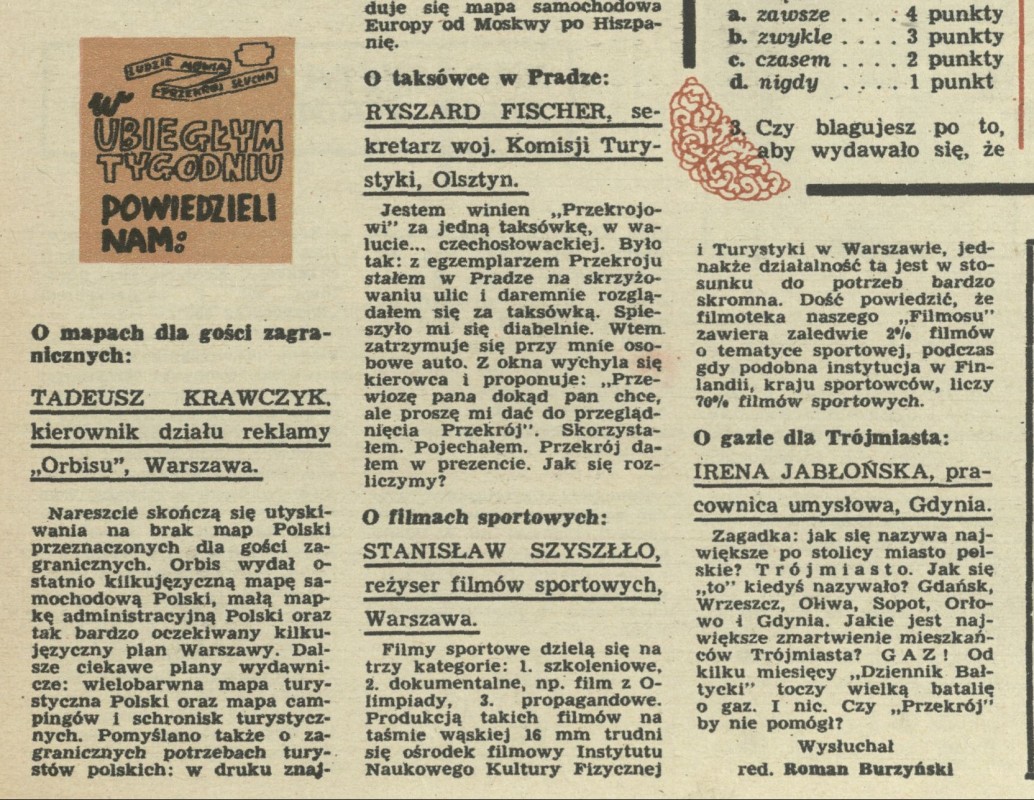 LUDZIE MÓWIĄ
PRZEKRÓJ SŁUCHA
W
UBIEGŁYM
TYGODNIU
POWIEDZIELI
NAM:
O mapach dla gości zagra-
nicznych:
TADEUSZ KRAWCZYK,
kierownik działu reklamy
„Orbisu”, Warszawa.
Nareszcie skończą się utyski-
wania na brak map Polski
przeznaczonych dla gości za-
granicznych. Orbis wydał o-
statnio kilkujęzyczną mapę sa-
mochodową Polski, małą map-
kę administracyjną Polski oraz
tak bardzo oczekiwany kilku-
języczny plan Warszawy. Dal-
sze ciekawe plany wydawni-
cze: wielobarwna mapa tury-
styczna Polski oraz mapa cam-
pingów i schronisk turystycz-
nych. Pomyślano także o za-
granicznych potrzebach tury-
stów polskich: w druku znaj-
duje się mapa samochodowa
Europy od Moskwy po Hiszpa-
nię.
O taksówce w Pradze:
RYSZARD FISCHER, se-
kretarz woj. Komisji Tury-
styki, Olsztyn.
Jestem winien „Przekrojo-
wi” za jedną taksówkę, w wa-
lucie... czechosłowackiej. Było
tak: z egzemplarzem Przekroju
stałem w Pradze na skrzyżo-
waniu ulic i daremnie rozglą-
dałem się za taksówką. Spie-
szyło mi się diabelnie. Wtem
zatrzymuje się przy mnie oso-
bowe auto. Z okna wychyla się
kierowca i proponuje: „Prze-
wiozę pana dokąd pan chce,
ale proszę mi dać do przegląd-
nięcia Przekrój”. Skorzysta-
łem. Pojechałem. Przekrój da-
łem w prezencie. Jak się roz-
liczymy?
O filmach sportowych:
STANISŁAW SZYSZŁŁO,
reżyser filmów sportowych,
Warszawa.
Filmy sportowe dzielą się na
trzy kategorie: 1. szkoleniowe,
2. dokumentalne, np. film z O-
limpiady, 3. propagandowe.
Produkcją takich filmów na
taśmie wąskiej 16 mm trudni
się ośrodek filmowy Instytutu
Naukowego Kultury Fizycznej
i Turystyki w Warszawie, jed-
nakże działalność ta jest w sto-
sunku do potrzeb bardzo
skromna. Dość powiedzić, że
filmoteka naszego „Filmosu”
zawiera zaledwie 2% filmów
o tematyce sportowej, podczas
gdy podobna instytucja w Fin-
landii, kraju sportowców, liczy
70% filmów sportowych.
O gazie dla Trójmiasta:
IRENA JABŁOŃSKA, pra-
cownica umysłowa, Gdynia.
Zagadka: jak się nazywa naj-
większe po stolicy miasto pol-
skie? Trójmiasto. Jak się
„to” kiedyś nazywało? Gdańsk,
Wrzeszcz, Oliwa, Sopot, Orło-
wo i Gdynia. Jakie jest naj-
większe zmartwienie mieszkań-
ców Trójmiasta? GAZ! Od
kilku miesięcy „Dziennik Bał-
tycki” toczy wielką batalię
o gaz. I nic. Czy „Przekrój”
by nie pomógł?
Wysłuchał
red. Roman Burzyński
a. zawsze .... 4 punkty
b. zwykle .... 3 punkty
c. czasem .... 2 punkty
d. nigdy .... 1 punkt
3. Czy blagujesz po to,
aby wydawało się, że